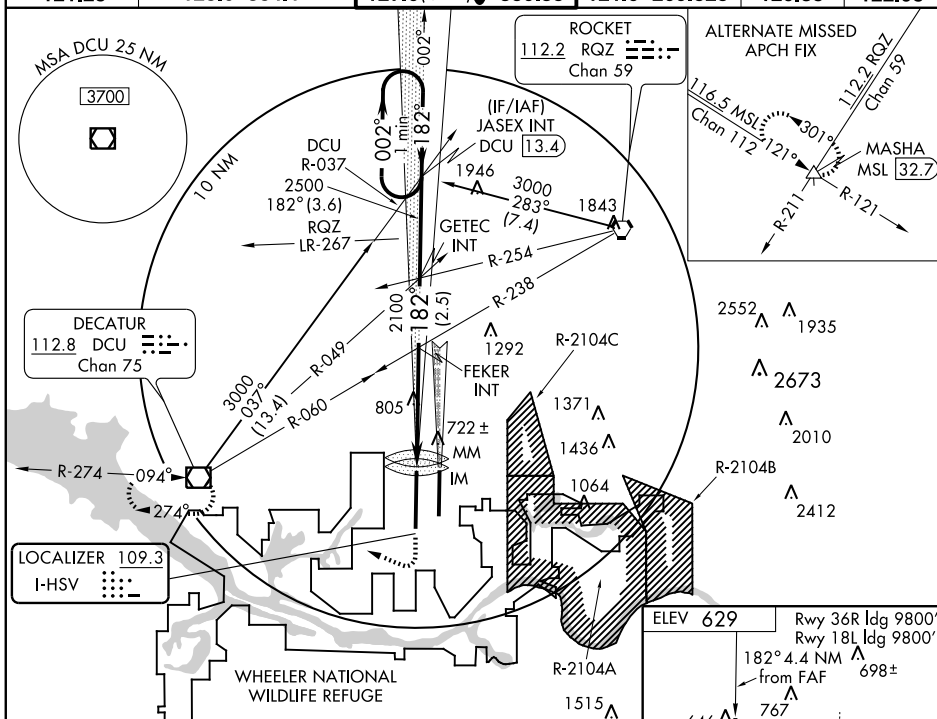 MSA DCU 25 NM
3700
10 NM
002°
002°
1 min
182°
(IF/IAF)
JASEX INT
DCU 13.4
ROCKET
112.2 RQZ
Chan 59
ALTERNATE MISSED
APCH FIX
112.2 RQZ
Chan 59
116.5 MSL
Chan 112
121°
301°
MASHA
MSL 32.7
R-211
R-121
DCU
R-037
2500
182° (3.6)
RQZ
LR-267
1946
3000
283°
(7.4)
1843
GETEC
INT
R-254
R-238
2100
182°
(2.5)
DECATUR
112.8 DCU
Chan 75
3000
037°
(13.4)
R-049
R-060
1292
FEKER
INT
R-2104C
2552
1935
2673
805
722 ±
MM
IM
1371
1436
1064
2010
R-2104B
2412
R-274
094°
274°
LOCALIZER 109.3
I-HSV
R-2104A
WHEELER NATIONAL
WILDLIFE REFUGE
1515
ELEV 629
Rwy 36R ldg 9800'
Rwy 18L ldg 9800'
182° 4.4 NM
from FAF
698±
767